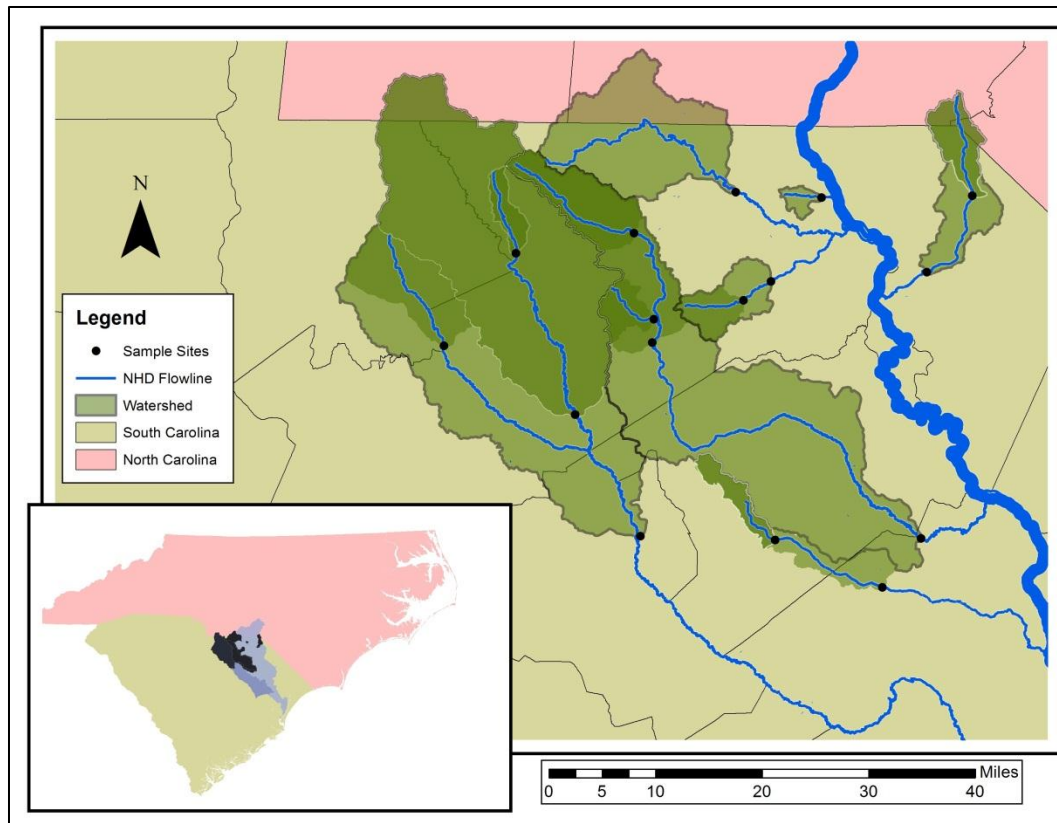 N
Legend
Sample Sites
NHD Flowline
Watershed
South Carolina
North Carolina
Miles
0 5 10 20 30 40